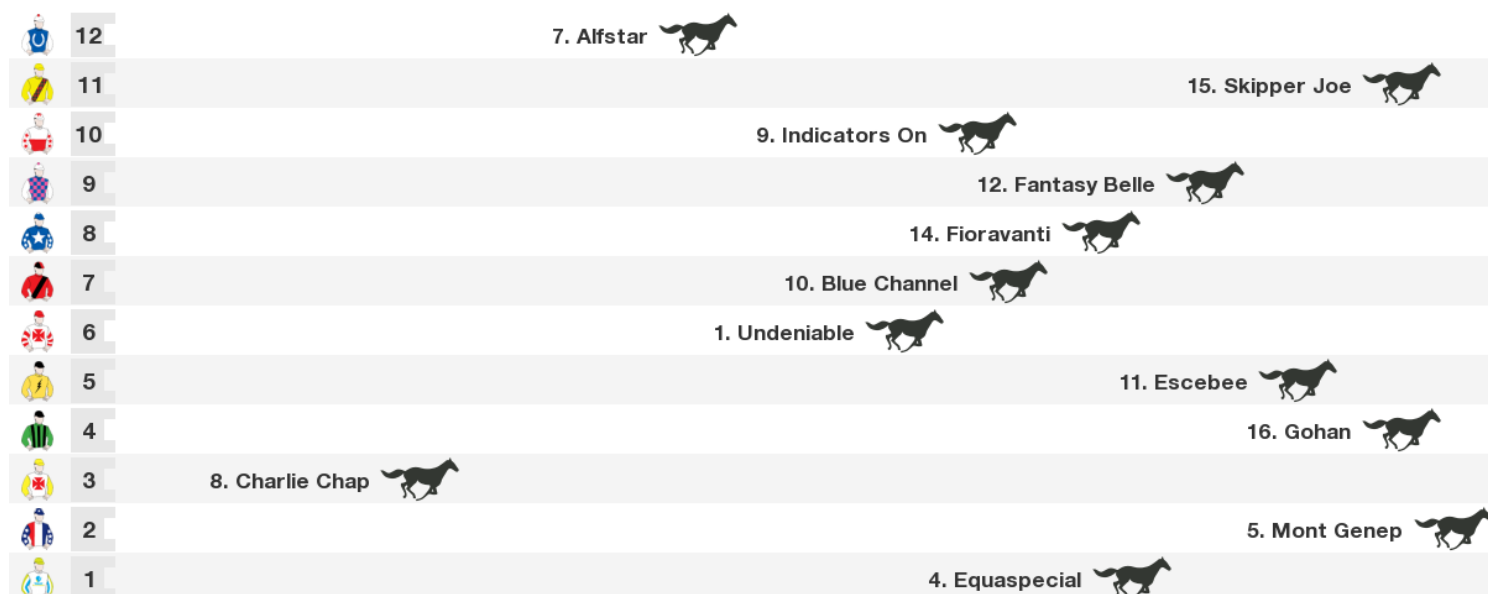 12 7. Alfstar
11 15. Skipper Joe
10 9. Indicators On
9 12. Fantasy Belle
8 14. Fioravanti
7 10. Blue Channel
6 1. Undeniable
5 11. Escebee
4 16. Gohan
3 8. Charlie Chap
2 5. Mont Genep
1 4. Equaspecial